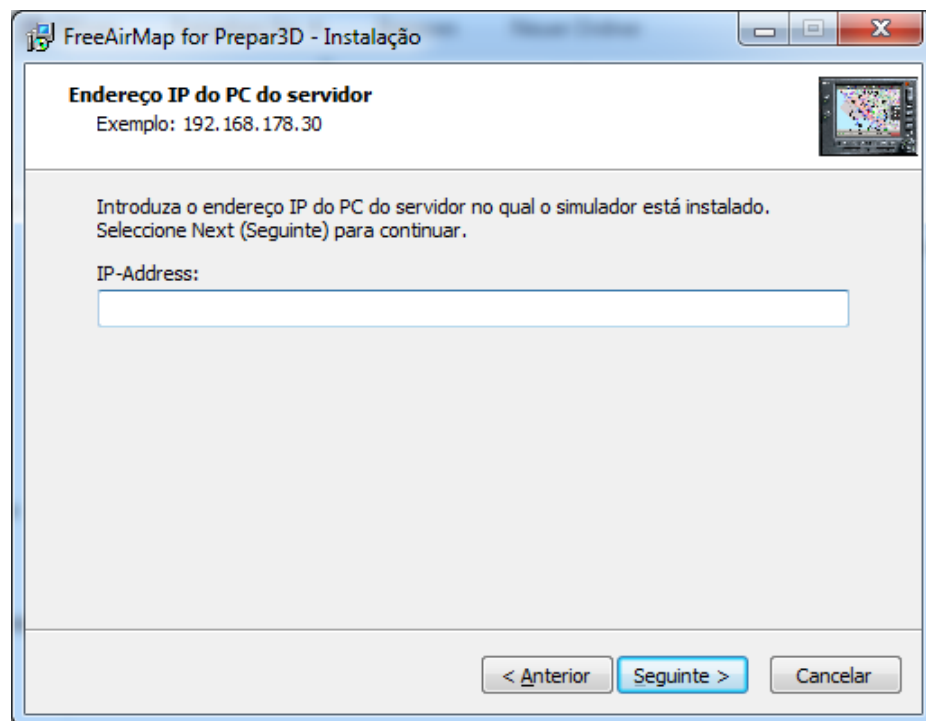 FreeAirMap for Prepar3D - Instalação
Endereço IP do PC do servidor
Exemplo: 192.168.178.30
Introduza o endereço IP do PC do servidor no qual o simulador está instalado.
Seleccione Next (Seguinte) para continuar.
IP-Address:
< Anterior
Seguinte >
Cancelar